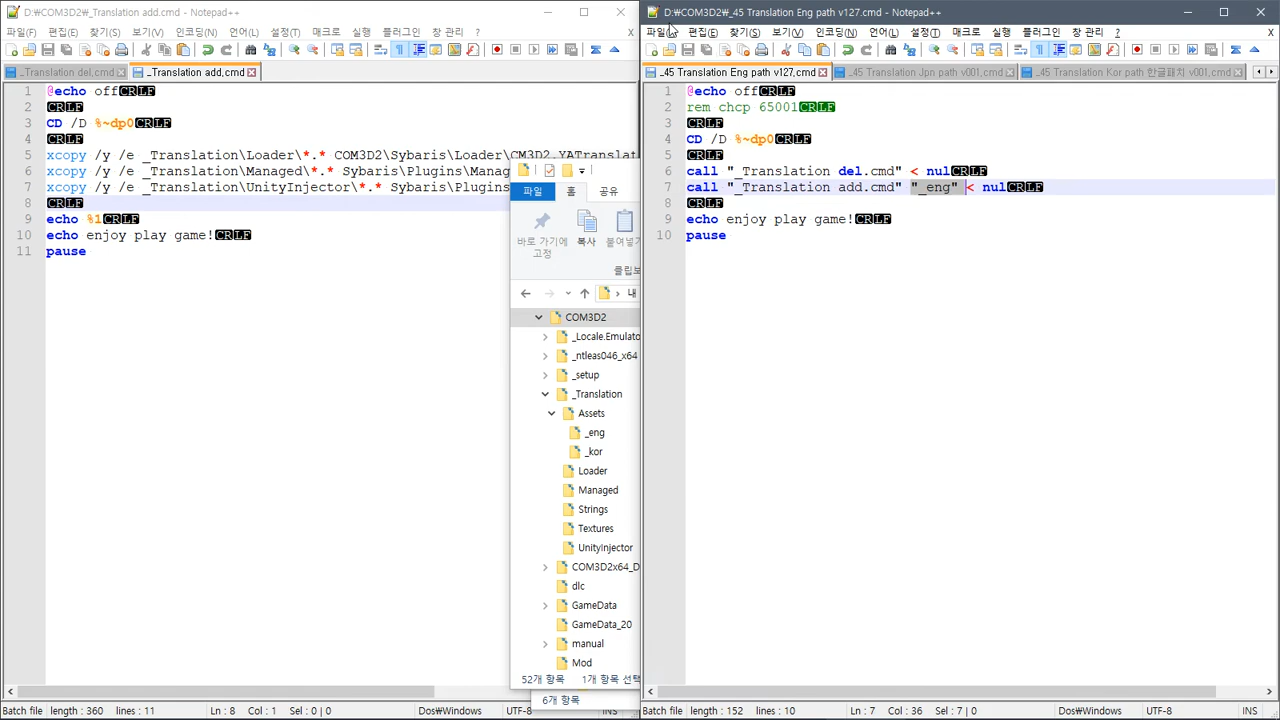 D:₩COM3D2₩_Translation add.cmd - Notepad++
파일(F) 편집(E) 찾기(S) 보기(V) 인코딩(N) 언어(L) 설정(T) 매크로 실행 플러그인 창 관리 ? X
_Translation del.cmd
_Translation add.cmd
1 @echo offCRLF
2 CRLF
3 CD /D %~dp0CRLF
4 CRLF
5 xcopy /y /e _Translation\Loader\*.* COM3D2\Sybaris\Loader\CM3D2.YATranslat
6 xcopy /y /e _Translation\Managed\*.* Sybaris\Plugins\Manag
7 xcopy /y /e _Translation\UnityInjector\*.* Sybaris\Plugins
8 CRLF
9 echo %1CRLF
10 echo enjoy play game!CRLF
11 pause
Batch file length : 360 lines : 11 Ln : 8 Col : 1 Sel : 0 | 0 Dos₩Windows UTF-8 INS
파일 홈 공유
바로 가기에 고정
복사
붙여넣기
클립보
내
COM3D2
_Locale.Emulato
_ntleas046_x64
_setup
_Translation
Assets
_eng
_kor
Loader
Managed
Strings
Textures
UnityInjector
COM3D2x64_D
dlc
GameData
GameData_20
manual
Mod
52개 항목 1개 항목 선택
6개 항목
D:₩COM3D2₩_45 Translation Eng path v127.cmd - Notepad++
파일(F) 편집(E) 찾기(S) 보기(V) 인코딩(N) 언어(L) 설정(T) 매크로 실행 플러그인 창 관리 ? X
_45 Translation Eng path v127.cmd
_45 Translation Jpn path v001.cmd
_45 Translation Kor path 한글패치 v001.cmd
1 @echo offCRLF
2 rem chcp 65001CRLF
3 CRLF
4 CD /D %~dp0CRLF
5 CRLF
6 call "_Translation del.cmd" < nulCRLF
7 call "_Translation add.cmd" "_eng" < nulCRLF
8 CRLF
9 echo enjoy play game!CRLF
10 pause
Batch file length : 152 lines : 10 Ln : 7 Col : 36 Sel : 7 | 0 Dos₩Windows UTF-8 INS